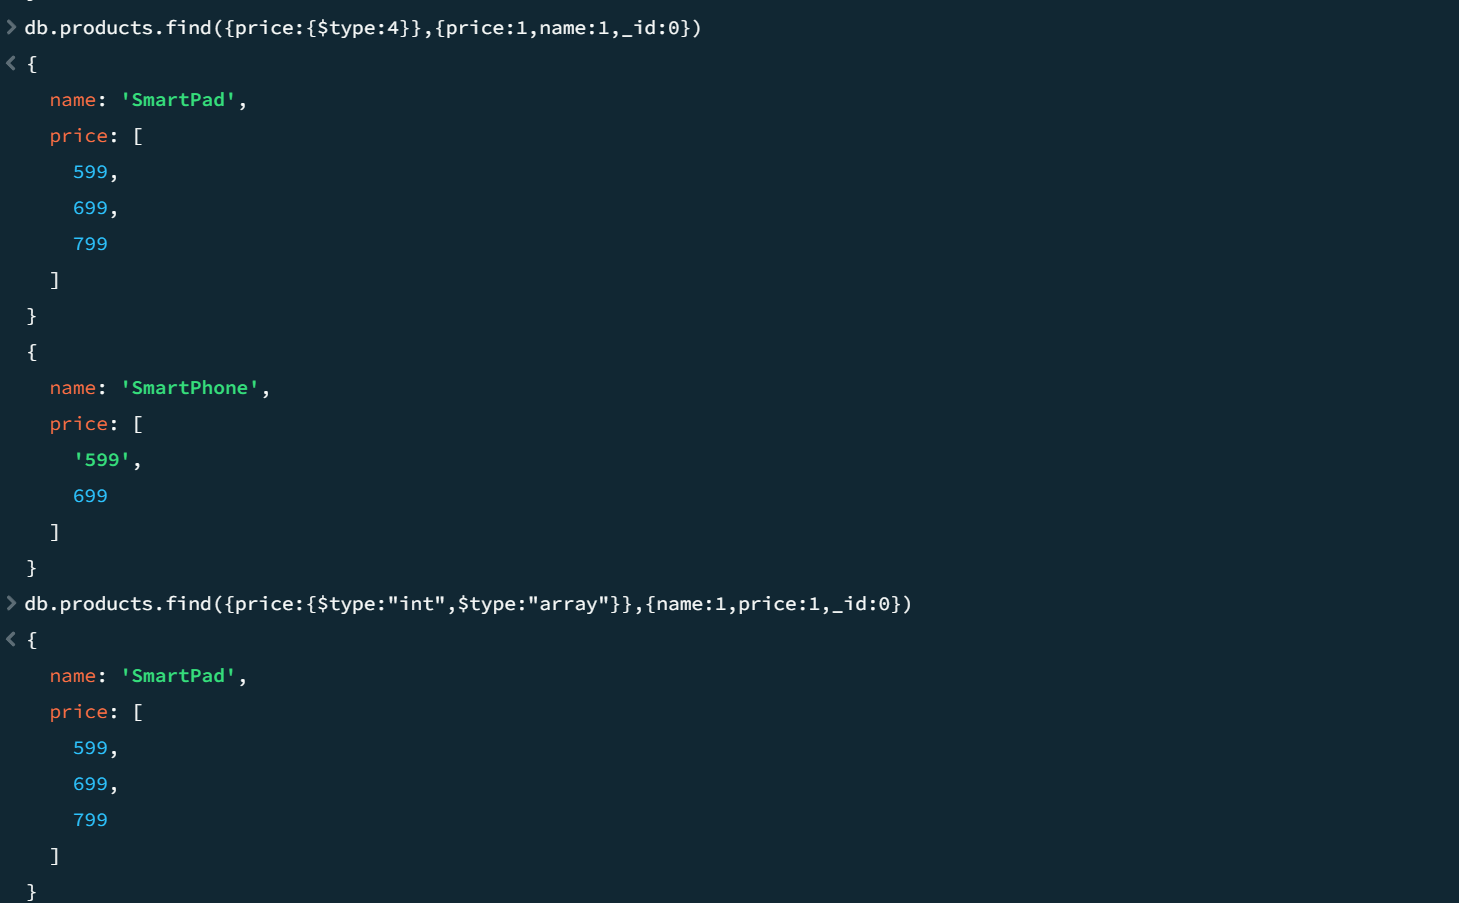 > db.products.find({price:{$type:4}},{price:1,name:1,_id:0})
< {
name: 'SmartPad',
price: [
599,
699,
799
]
}
{
name: 'SmartPhone',
price: [
'599',
699
]
}
> db.products.find({price:{$type:"int",$type:"array"}},{name:1,price:1,_id:0})
< {
name: 'SmartPad',
price: [
599,
699,
799
]
}